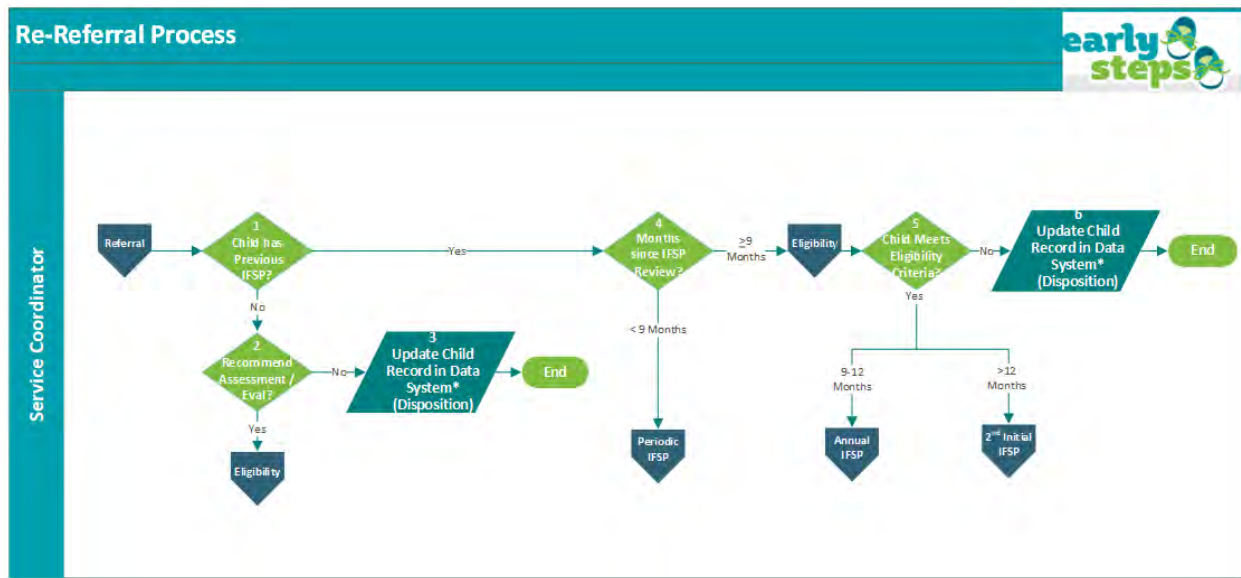 Re-Referral Process
early
steps
Service Coordinator
Referral
1
Child has
Previous
IFSP?
Yes
4
Months
since IFSP
Review?
≥9
Months
Eligibility
5
Child Meets
Eligibility
Criteria?
No
6
Update Child
Record in Data
System*
(Disposition)
End
No
2
Recommend
Assessment /
Eval?
No
3
Update Child
Record in Data
System*
(Disposition)
End
Yes
Eligibility
< 9 Months
Periodic
IFSP
Yes
9-12
Months
>12
Months
Annual
IFSP
2nd Initial
IFSP